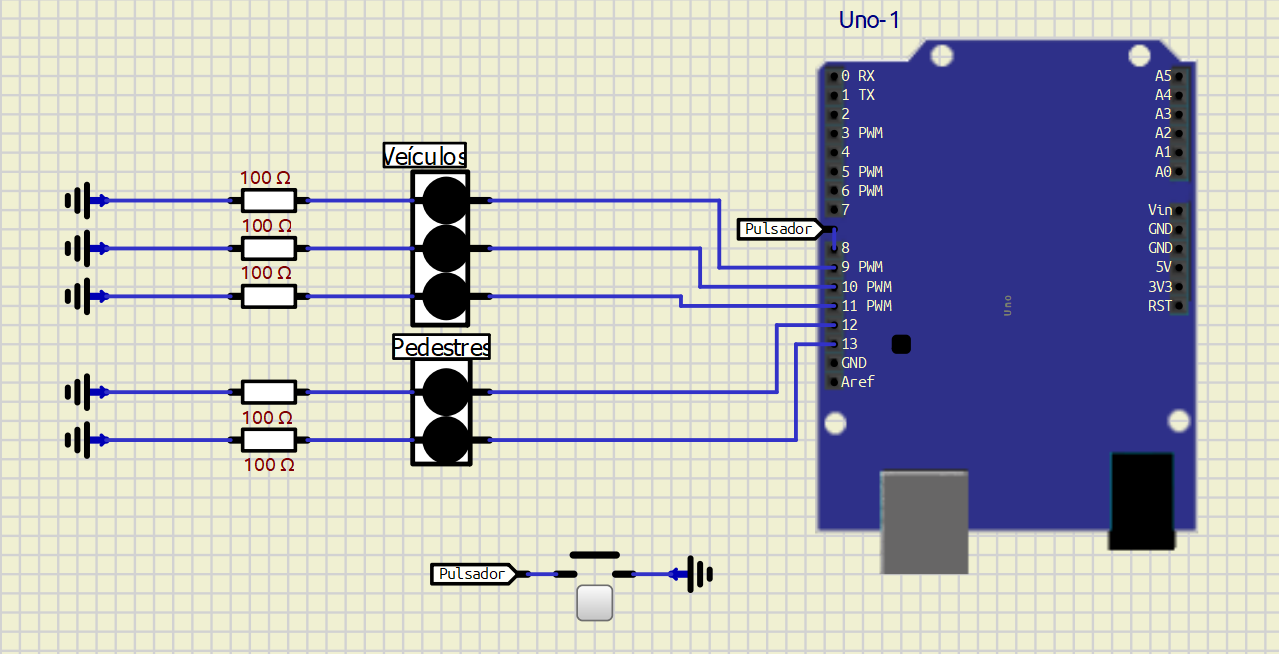 Uno-1
0 RX
1 TX
2
3 PWM
4
5 PWM
6 PWM
7
8
9 PWM
10 PWM
11 PWM
12
13
GND
Aref
A5
A4
A3
A2
A1
A0
Vin
GND
GND
5V
3V3
RST
Uno
Pulsador
Veículos
100 Ω
100 Ω
100 Ω
Pedestres
100 Ω
100 Ω
Pulsador